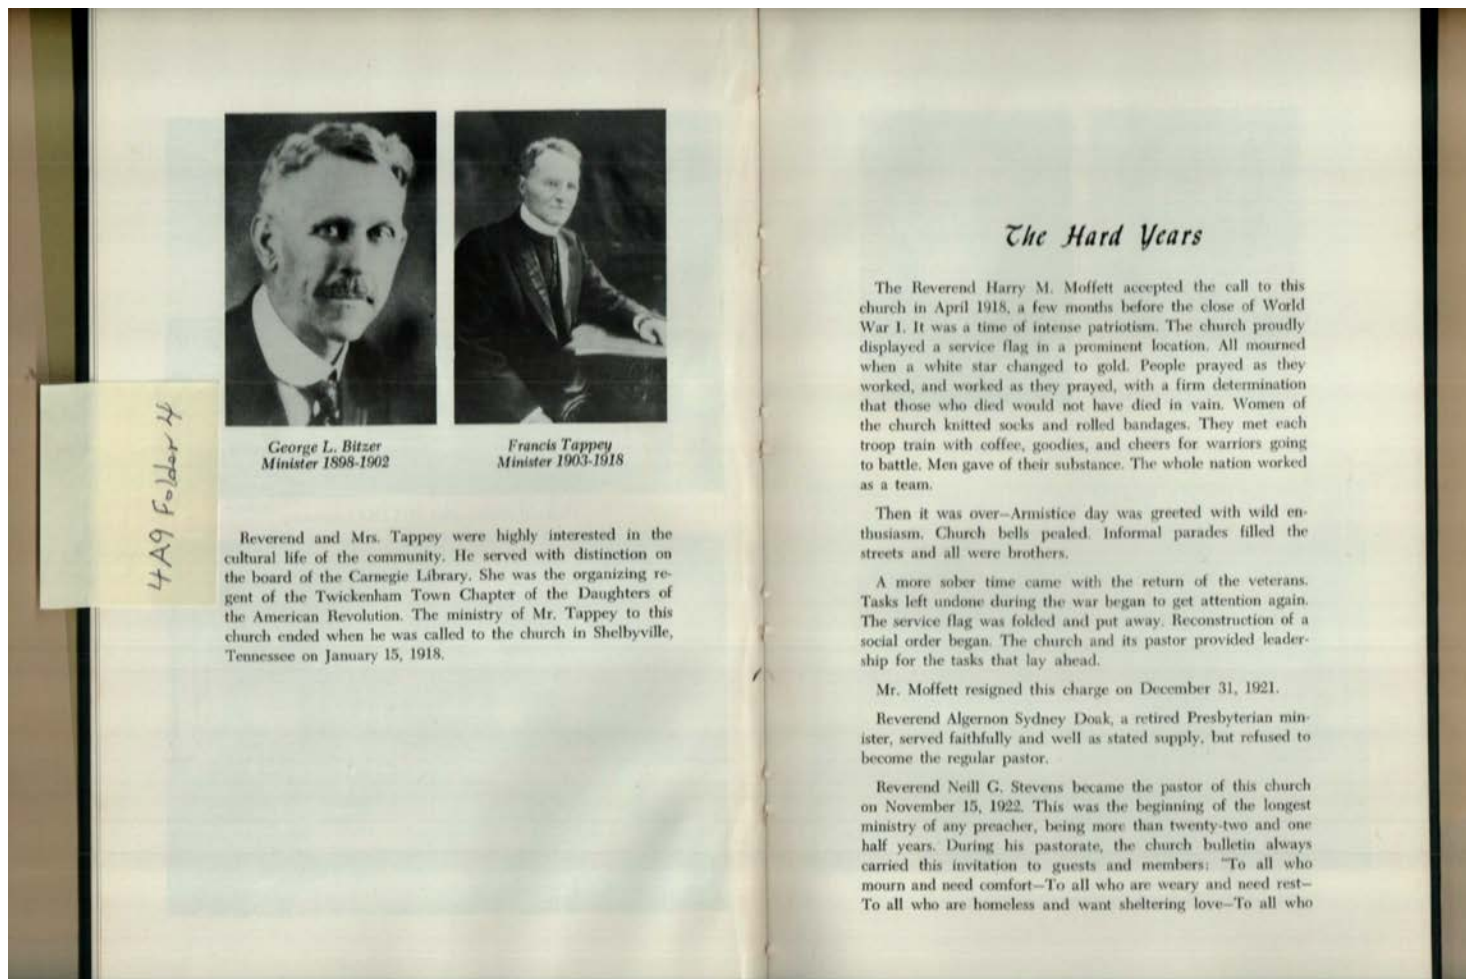 4A9 Folder 4
George L. Bitzer
Minister 1898-1902
Francis Tappey
Minister 1903-1918
Reverend and Mrs. Tappey were highly interested in the
cultural life of the community. He served with distinction on
the board of the Carnegie Library. She was the organizing re-
gent of the Twickenham Town Chapter of the Daughters of
the American Revolution. The ministry of Mr. Tappey to this
church ended when he was called to the church in Shelbyville,
Tennessee on January 15, 1918.
The Hard Years
The Reverend Harry M. Moffett accepted the call to this
church in April 1918, a few months before the close of World
War I. It was a time of intense patriotism. The church proudly
displayed a service flag in a prominent location. All mourned
when a white star changed to gold. People prayed as they
worked, and worked as they prayed, with a firm determination
that those who died would not have died in vain. Women of
the church knitted socks and rolled bandages. They met each
troop train with coffee, goodies, and cheers for warriors going
to battle. Men gave of their substance. The whole nation worked
as a team.
Then it was over—Armistice day was greeted with wild en-
thusiasm. Church bells pealed. Informal parades filled the
streets and all were brothers.
A more sober time came with the return of the veterans.
Tasks left undone during the war began to get attention again.
The service flag was folded and put away. Reconstruction of a
social order began. The church and its pastor provided leader-
ship for the tasks that lay ahead.
Mr. Moffett resigned this charge on December 31, 1921.
Reverend Algernon Sydney Doak, a retired Presbyterian min-
ister, served faithfully and well as stated supply, but refused to
become the regular pastor.
Reverend Neill G. Stevens became the pastor of this church
on November 15, 1922. This was the beginning of the longest
ministry of any preacher, being more than twenty-two and one
half years. During his pastorate, the church bulletin always
carried this invitation to guests and members: "To all who
mourn and need comfort—To all who are weary and need rest—
To all who are homeless and want sheltering love—To all who